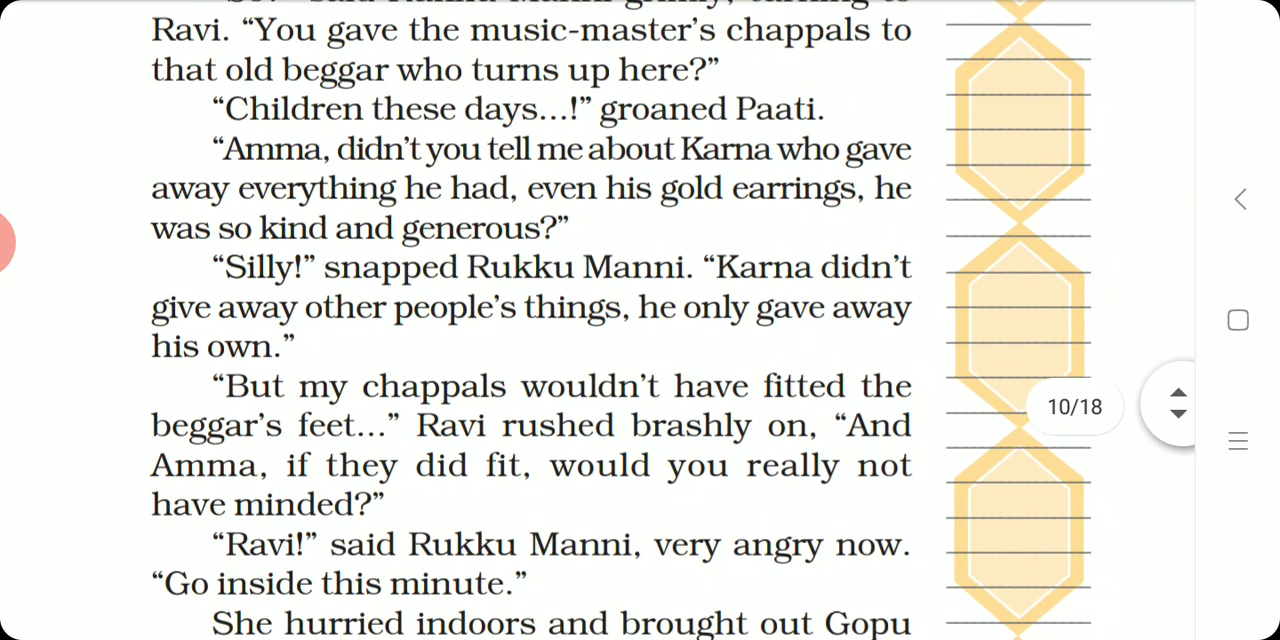 Ravi. “You gave the music-master’s chappals to
that old beggar who turns up here?”
“Children these days...!” groaned Paati.
“Amma, didn’t you tell me about Karna who gave
away everything he had, even his gold earrings, he
was so kind and generous?”
“Silly!” snapped Rukku Manni. “Karna didn’t
give away other people’s things, he only gave away
his own.”
“But my chappals wouldn’t have fitted the
beggar’s feet...” Ravi rushed brashly on, “And
Amma, if they did fit, would you really not
have minded?”
“Ravi!” said Rukku Manni, very angry now.
“Go inside this minute.”
She hurried indoors and brought out Gopu
10/18